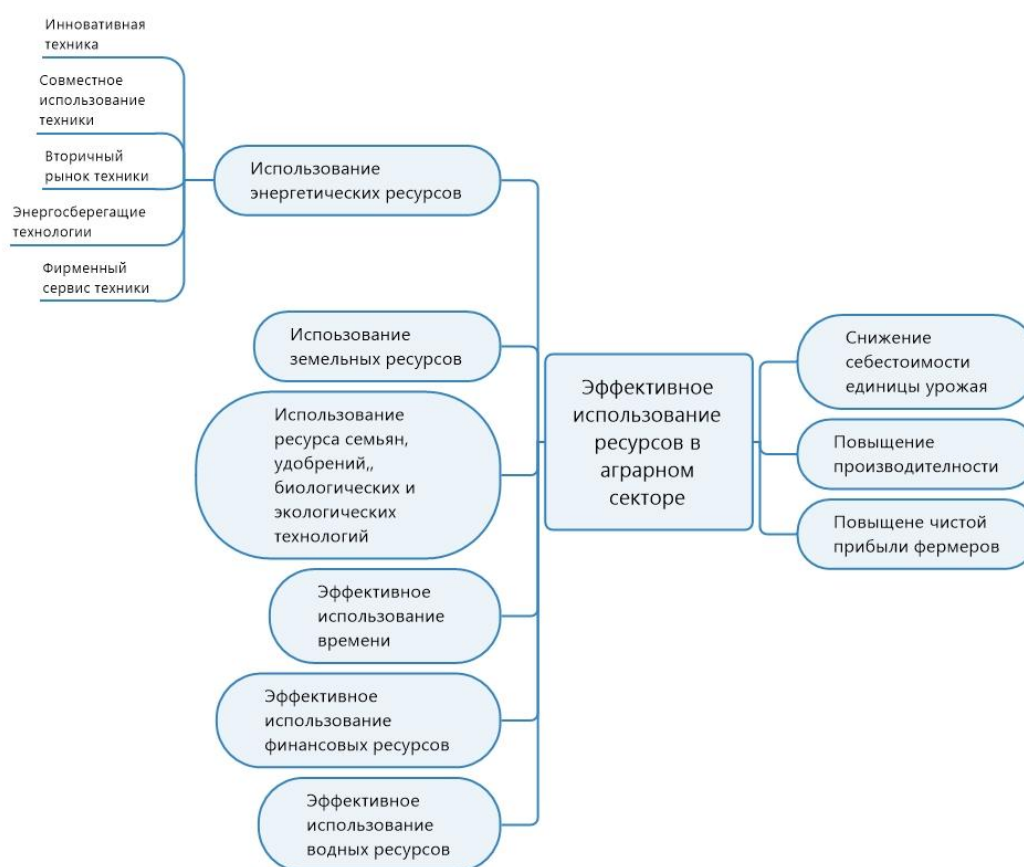 Инновативная
техника
Совместное
использование
техники
Вторичный
рынок техники
Энергосберегащие
технологии
Фирменный
сервис техники
Использование
энергетических ресурсов
Испоьзование
земельных ресурсов
Использование
ресурса семьян,
удобрений,,
биологических и
экологических
технологий
Эффективное
использование
времени
Эффективное
использование
финансовых ресурсов
Эффективное
использование
водных ресурсов
Эффективное
использование
ресурсов в
аграрном
секторе
Снижение
себестоимости
единицы урожая
Повыщение
производителности
Повыщене чистой
прибыли фермеров